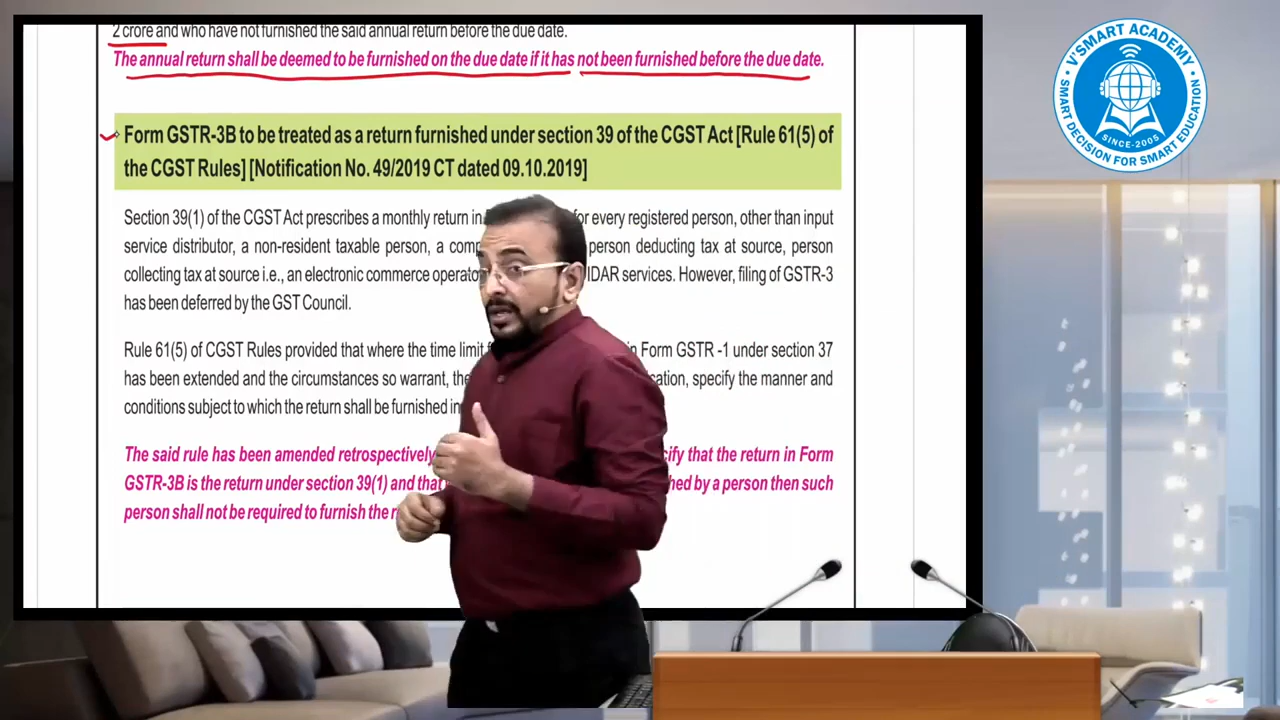 2 crore and who have not furnished the said annual return before the due date.
The annual return shall be deemed to be furnished on the due date if it has not been furnished before the due date.
Form GSTR-3B to be treated as a return furnished under section 39 of the CGST Act [Rule 61(5) of
the CGST Rules] [Notification No. 49/2019 CT dated 09.10.2019]
Section 39(1) of the CGST Act prescribes a monthly return in for every registered person, other than input
service distributor, a non-resident taxable person, a person deducting tax at source, person
collecting tax at source i.e., an electronic commerce services. However, filing of GSTR-3
has been deferred by the GST Council.
Rule 61(5) of CGST Rules provided that where the time limit in Form GSTR -1 under section 37
has been extended and the circumstances so warrant, specify the manner and
conditions subject to which the return shall be furnished
The said rule has been amended retrospectively that the return in Form
GSTR-3B is the return under section 39(1) and that by a person then such
person shall not be required to furnish the
V'SMART ACADEMY
SINCE-2005
SMART DECISION FOR SMART EDUCATION